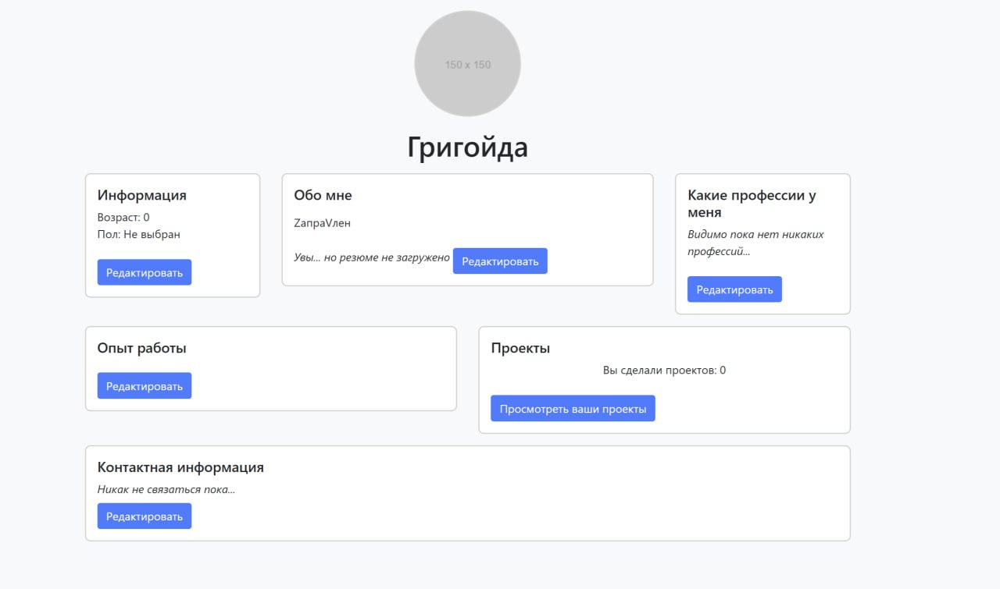 150 x 150
Григойда
Информация
Возраст: 0
Пол: Не выбран
Редактировать
Обо мне
ZапраVлен
Увы... но резюме не загружено Редактировать
Какие профессии у
меня
Видимо пока нет никаких
профессий...
Редактировать
Опыт работы
Редактировать
Проекты
Вы сделали проектов: 0
Просмотреть ваши проекты
Контактная информация
Никак не связаться пока...
Редактировать